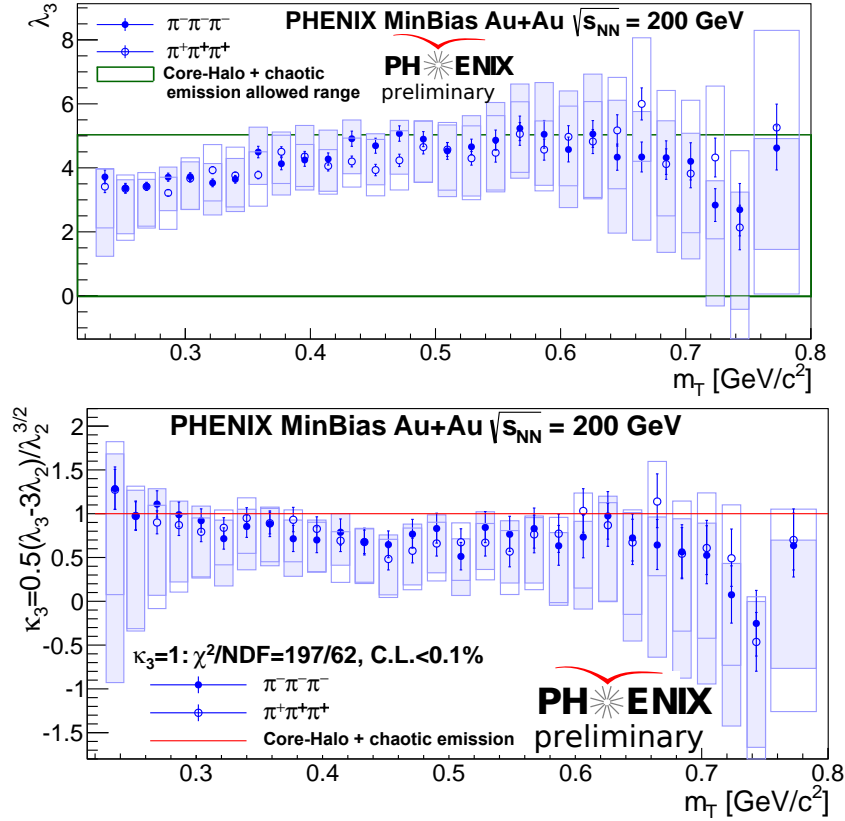 PHENIX MinBias Au+Au √sNN = 200 GeV
λ3
8
6
4
2
0
π⁻π⁻π⁻
π⁺π⁺π⁺
Core-Halo + chaotic
emission allowed range
PH ENIX
preliminary
0.3 0.4 0.5 0.6 0.7 0.8
mT [GeV/c²]
PHENIX MinBias Au+Au √sNN = 200 GeV
κ3=0.5(λ3-3λ2)/λ2^3/2
2
1.5
1
0.5
0
-0.5
-1
-1.5
κ3=1: χ²/NDF=197/62, C.L.<0.1%
π⁻π⁻π⁻
π⁺π⁺π⁺
Core-Halo + chaotic emission
PH ENIX
preliminary
0.3 0.4 0.5 0.6 0.7 0.8
mT [GeV/c²]